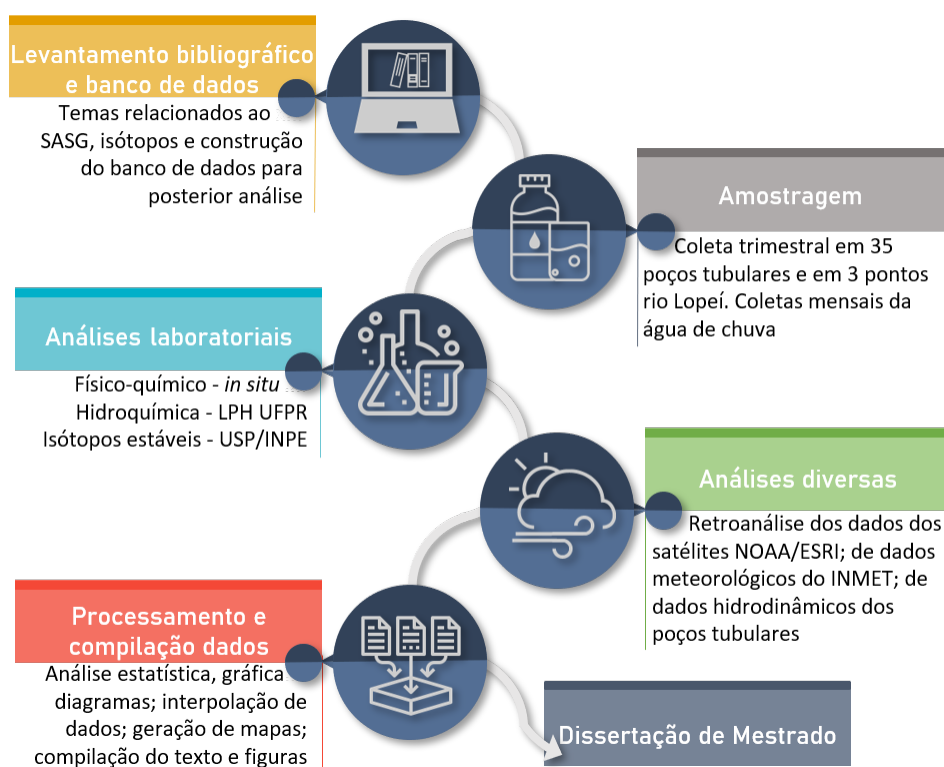 Levantamento bibliográfico
e banco de dados
Temas relacionados ao
SASG, isótopos e construção
do banco de dados para
posterior análise
Amostragem
Coleta trimestral em 35
poços tubulares e em 3 pontos
rio Lopeí. Coletas mensais da
água de chuva
Análises laboratoriais
Físico-químico - in situ
Hidroquímica - LPH UFPR
Isótopos estáveis - USP/INPE
Análises diversas
Retroanálise dos dados dos
satélites NOAA/ESRI; de dados
meteorológicos do INMET; de
dados hidrodinâmicos dos
poços tubulares
Processamento e
compilação dados
Análise estatística, gráfica
diagramas; interpolação de
dados; geração de mapas;
compilação do texto e figuras
Dissertação de Mestrado